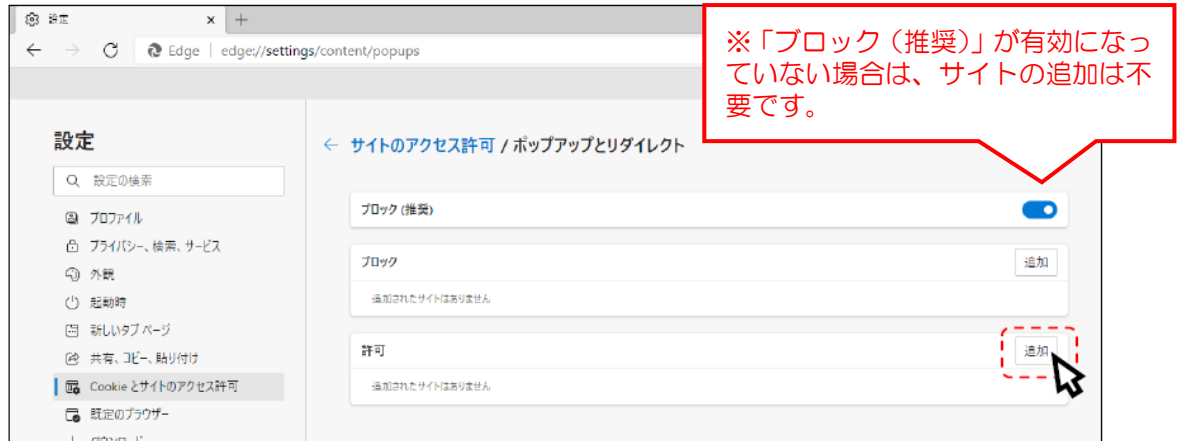 設定
Edge | edge://settings/content/popups
※「ブロック（推奨）」が有効になっ
ていない場合は、サイトの追加は不
要です。
設定
設定の検索
プロファイル
プライバシー、検索、サービス
外観
起動時
新しいタブ ページ
共有、コピー、貼り付け
Cookie とサイトのアクセス許可
既定のブラウザー
サイトのアクセス許可 / ポップアップとリダイレクト
ブロック (推奨)
ブロック
追加
追加されたサイトはありません
許可
追加
追加されたサイトはありません